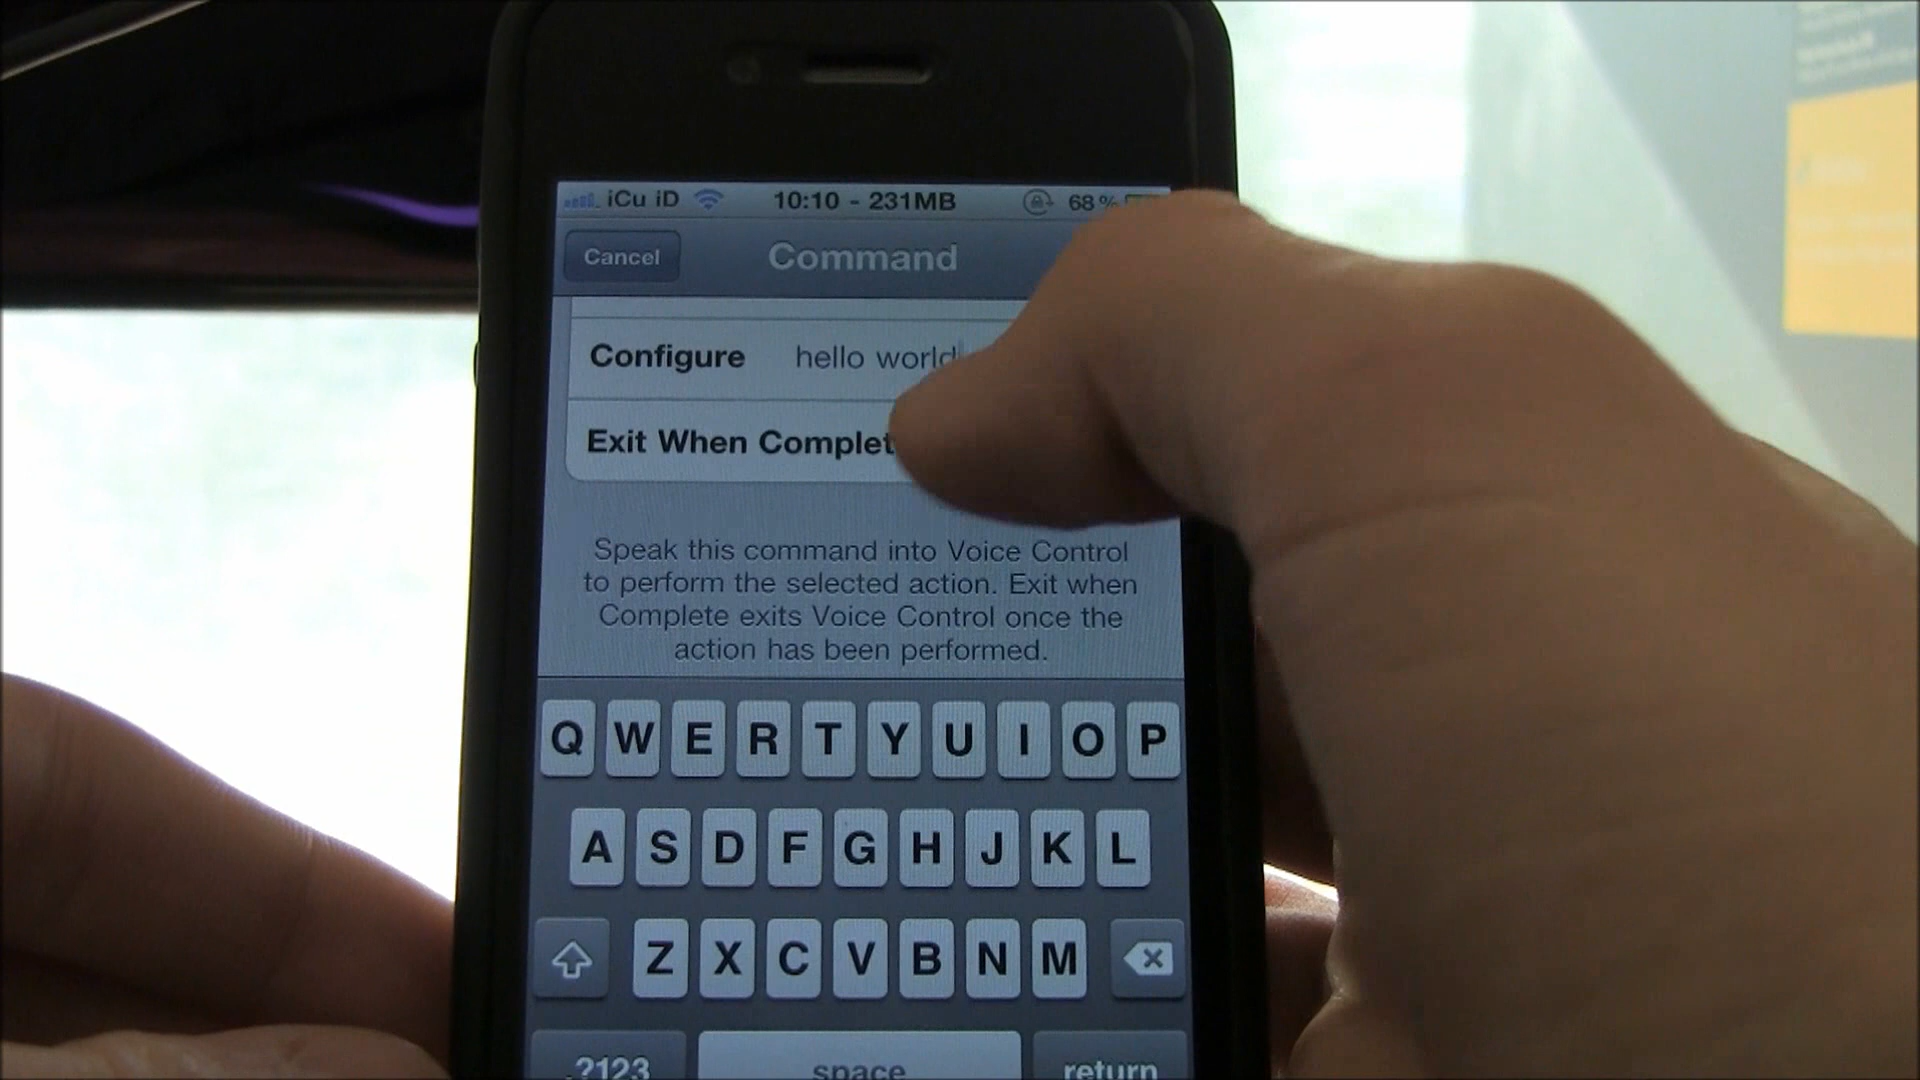 iCu iD 10:10 - 231MB 68%
Cancel Command
Configure hello world
Exit When Complet
Speak this command into Voice Control
to perform the selected action. Exit when
Complete exits Voice Control once the
action has been performed.
Q W E R T Y U I O P
A S D F G H J K L
Z X C V B N M
.?123 space return